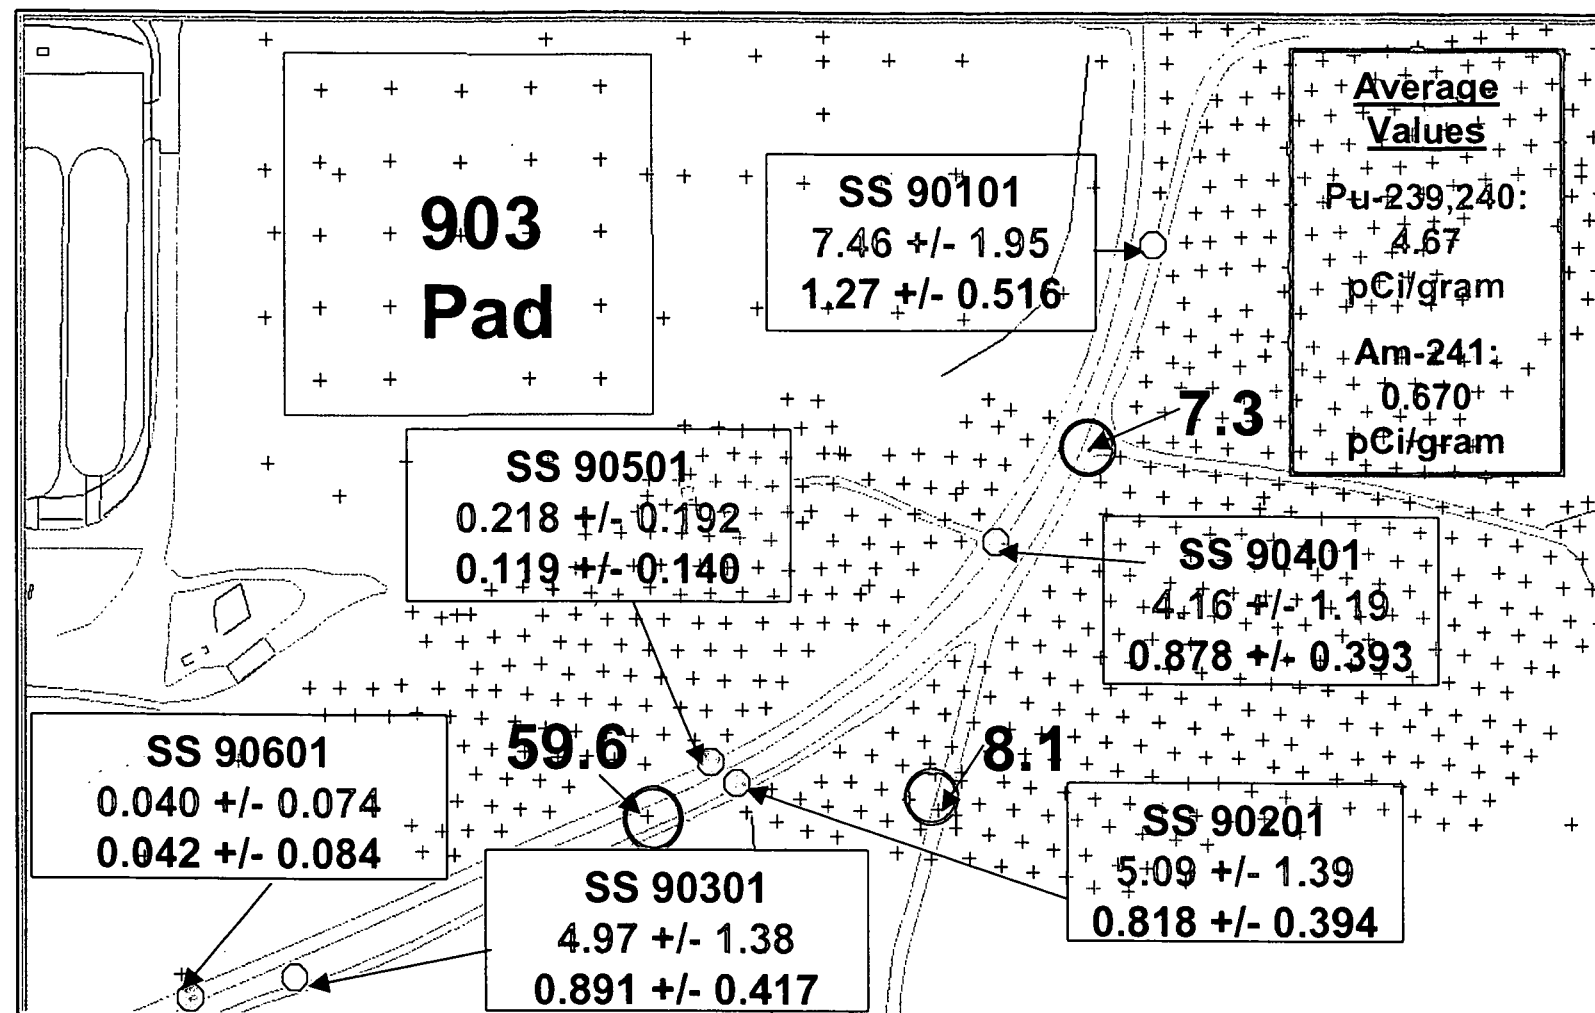 903
Pad
SS 90101
7.46 +/- 1.95
1.27 +/- 0.516
Average
Values
Pu-239,240:
4.67
pCi/gram
Am-241:
0.670
pCi/gram
7.3
SS 90501
0.218 +/- 0.192
0.119 +/- 0.140
SS 90401
4.16 +/- 1.19
0.878 +/- 0.393
SS 90601
0.040 +/- 0.074
0.042 +/- 0.084
59.6
8.1
SS 90301
4.97 +/- 1.38
0.891 +/- 0.417
SS 90201
5.09 +/- 1.39
0.818 +/- 0.394